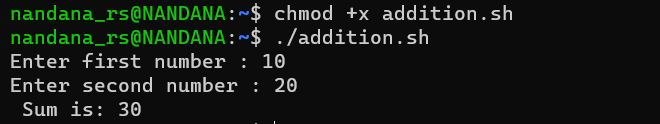 nandana_rs@NANDANA:~$ chmod +x addition.sh
nandana_rs@NANDANA:~$ ./addition.sh
Enter first number : 10
Enter second number : 20
 Sum is: 30